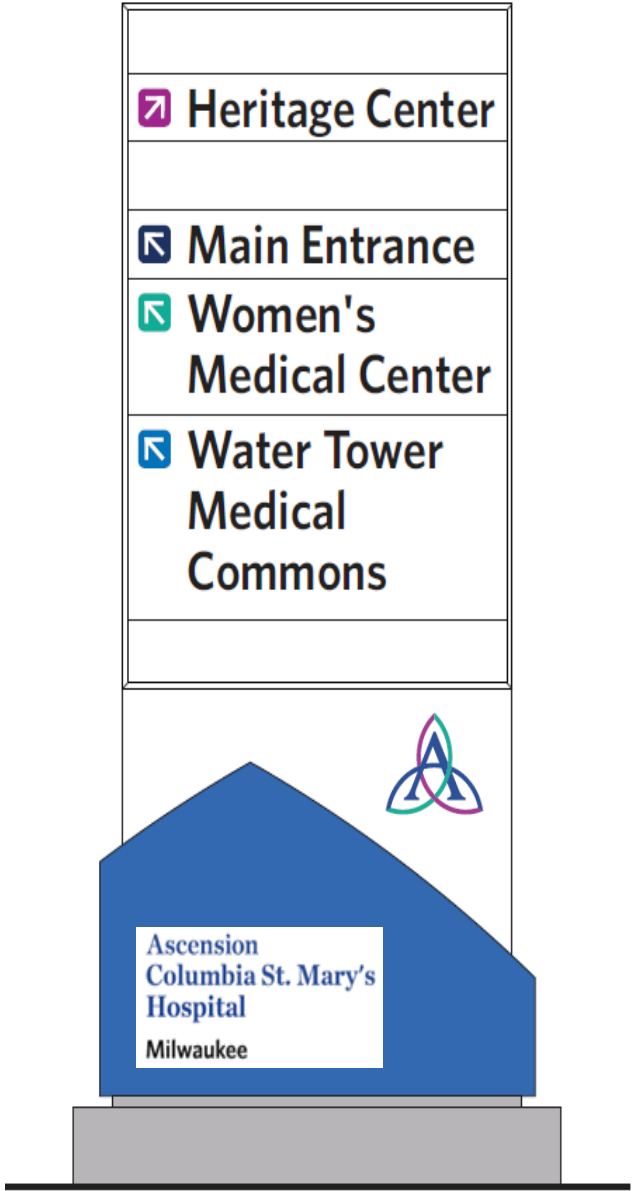 Heritage Center
Main Entrance
Women's
Medical Center
Water Tower
Medical
Commons
A
Ascension
Columbia St. Mary's
Hospital
Milwaukee